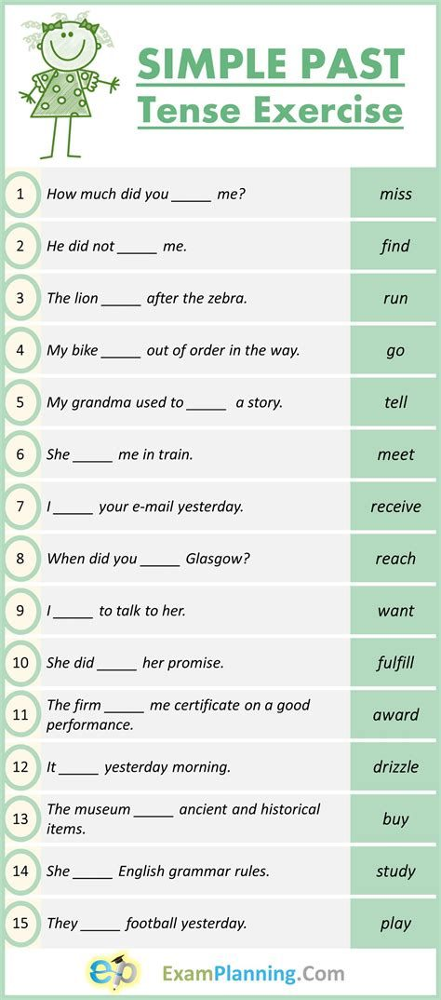 SIMPLE PAST
Tense Exercise
1 How much did you _____ me? miss
2 He did not _____ me. find
3 The lion _____ after the zebra. run
4 My bike _____ out of order in the way. go
5 My grandma used to _____ a story. tell
6 She _____ me in train. meet
7 I _____ your e-mail yesterday. receive
8 When did you _____ Glasgow? reach
9 I _____ to talk to her. want
10 She did _____ her promise. fulfill
11 The firm _____ me certificate on a good
performance. award
12 It _____ yesterday morning. drizzle
13 The museum _____ ancient and historical
items. buy
14 She _____ English grammar rules. study
15 They _____ football yesterday. play
ep ExamPlanning.Com